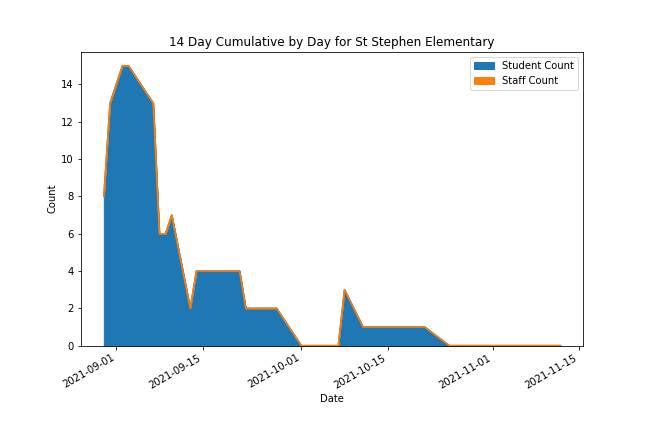 14 Day Cumulative by Day for St Stephen Elementary
Student Count
Staff Count
Count
14
12
10
8
6
4
2
0
2021-09-01
2021-09-15
2021-10-01
2021-10-15
2021-11-01
2021-11-15
Date